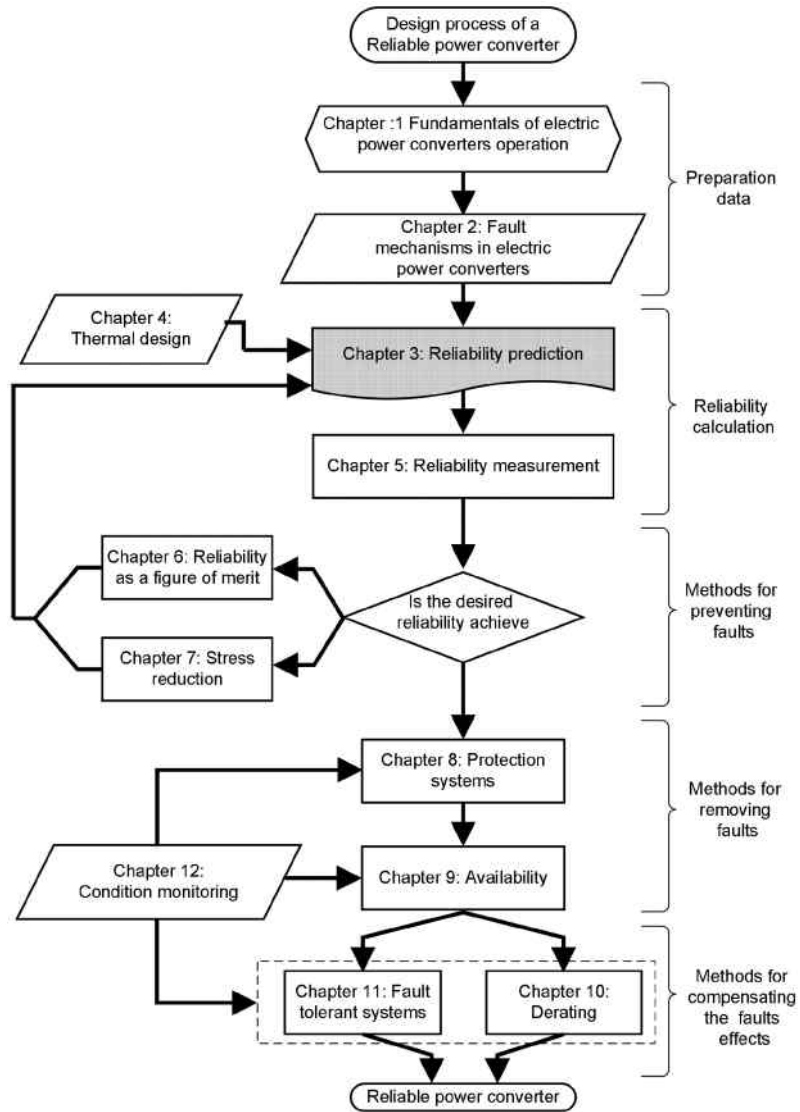 Design process of a
Reliable power converter
Chapter :1 Fundamentals of electric
power converters operation
Preparation
data
Chapter 2: Fault
mechanisms in electric
power converters
Chapter 4:
Thermal design
Chapter 3: Reliability prediction
Reliability
calculation
Chapter 5: Reliability measurement
Chapter 6: Reliability
as a figure of merit
Is the desired
reliability achieve
Methods for
preventing
faults
Chapter 7: Stress
reduction
Chapter 8: Protection
systems
Methods for
removing
faults
Chapter 12:
Condition monitoring
Chapter 9: Availability
Chapter 11: Fault
tolerant systems
Chapter 10:
Derating
Methods for
compensating
the faults
effects
Reliable power converter